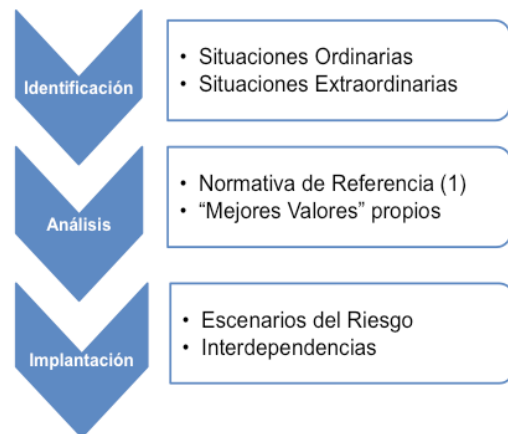 Identificación
• Situaciones Ordinarias
• Situaciones Extraordinarias
Análisis
• Normativa de Referencia (1)
• “Mejores Valores” propios
Implantación
• Escenarios del Riesgo
• Interdependencias